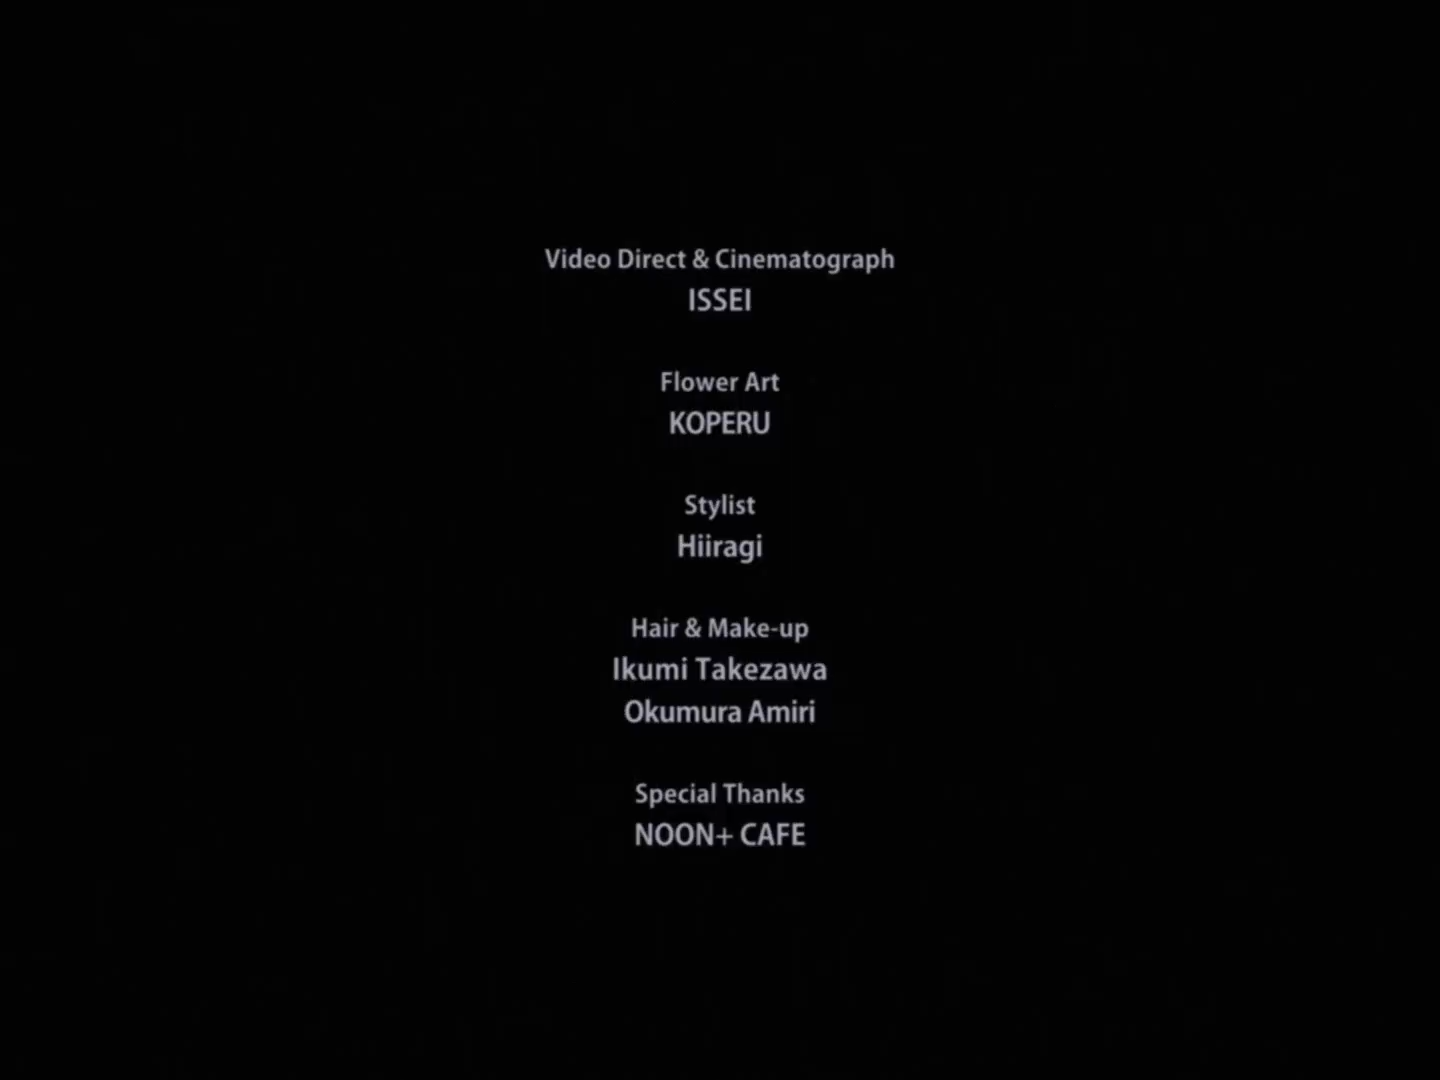 Video Direct & Cinematograph
ISSEI
Flower Art
KOPERU
Stylist
Hiiragi
Hair & Make-up
Ikumi Takezawa
Okumura Amiri
Special Thanks
NOON+ CAFE